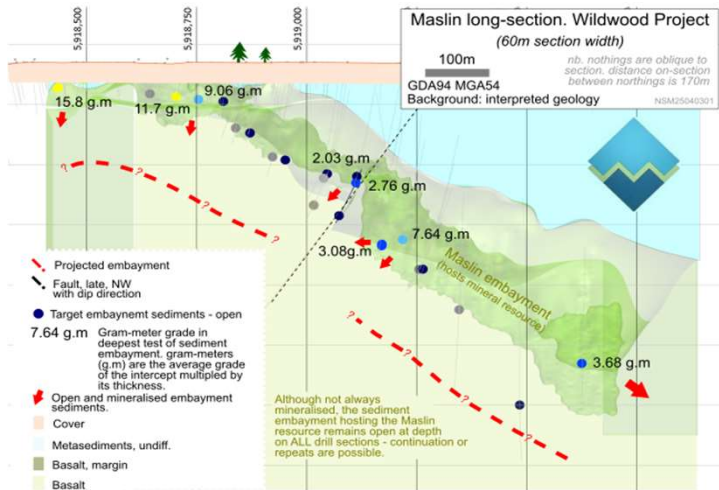 Maslin long-section. Wildwood Project
(60m section width)
100m
nb. nothings are oblique to
section. distance on-section
between northings is 170m
GDA94 MGA54
Background: interpreted geology
NSM25040301
5,918,500
5,918,750
5,919,000
15.8 g.m
11.7 g.m
9.06 g.m
2.03 g.m
2.76 g.m
3.08g.m
7.64 g.m
3.68 g.m
?
?
?
?
?
?
?
?
Maslin embayment
(hosts mineral resource)
Projected embayment
Fault, late, NW
with dip direction
Target embaynemt sediments - open
7.64 g.m
Gram-meter grade in
deepest test of sediment
embayment. gram-meters
(g.m) are the average grade
of the intercept multipled by
its thickness.
Open and mineralised embayment
sediments.
Cover
Metasediments, undiff.
Basalt, margin
Basalt
Although not always
mineralised, the sediment
embayment hosting the Maslin
resource remains open at depth
on ALL drill sections - continuation or
repeats are possible.